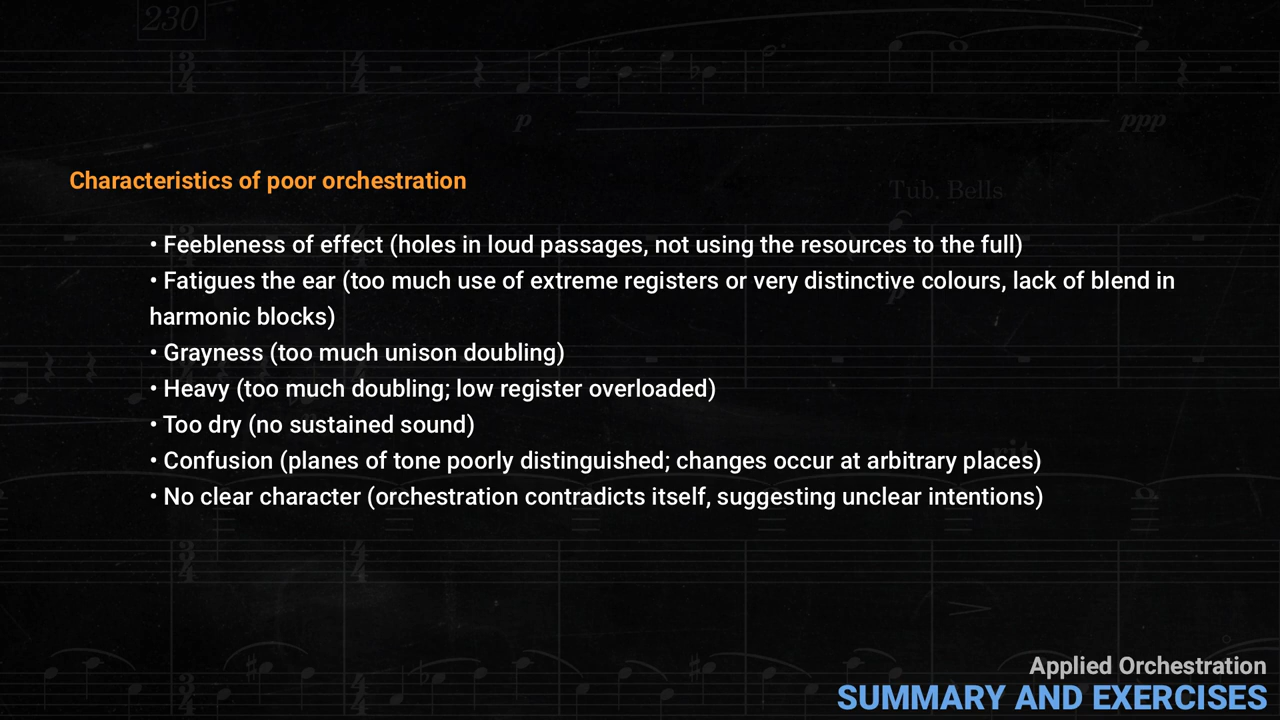 230
p
ppp
Characteristics of poor orchestration
Tub. Bells
• Feebleness of effect (holes in loud passages, not using the resources to the full)
• Fatigues the ear (too much use of extreme registers or very distinctive colours, lack of blend in
harmonic blocks)
p
• Grayness (too much unison doubling)
• Heavy (too much doubling; low register overloaded)
• Too dry (no sustained sound)
• Confusion (planes of tone poorly distinguished; changes occur at arbitrary places)
• No clear character (orchestration contradicts itself, suggesting unclear intentions)
Applied Orchestration
SUMMARY AND EXERCISES